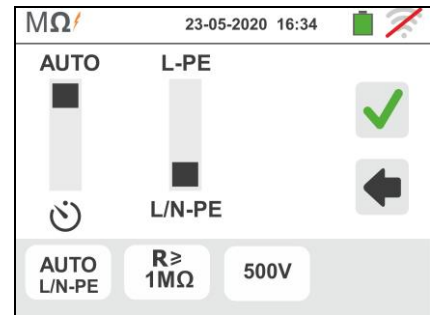 MΩ 23-05-2020 16:34
AUTO L-PE
L/N-PE
AUTO R≥ 500V
L/N-PE 1MΩ